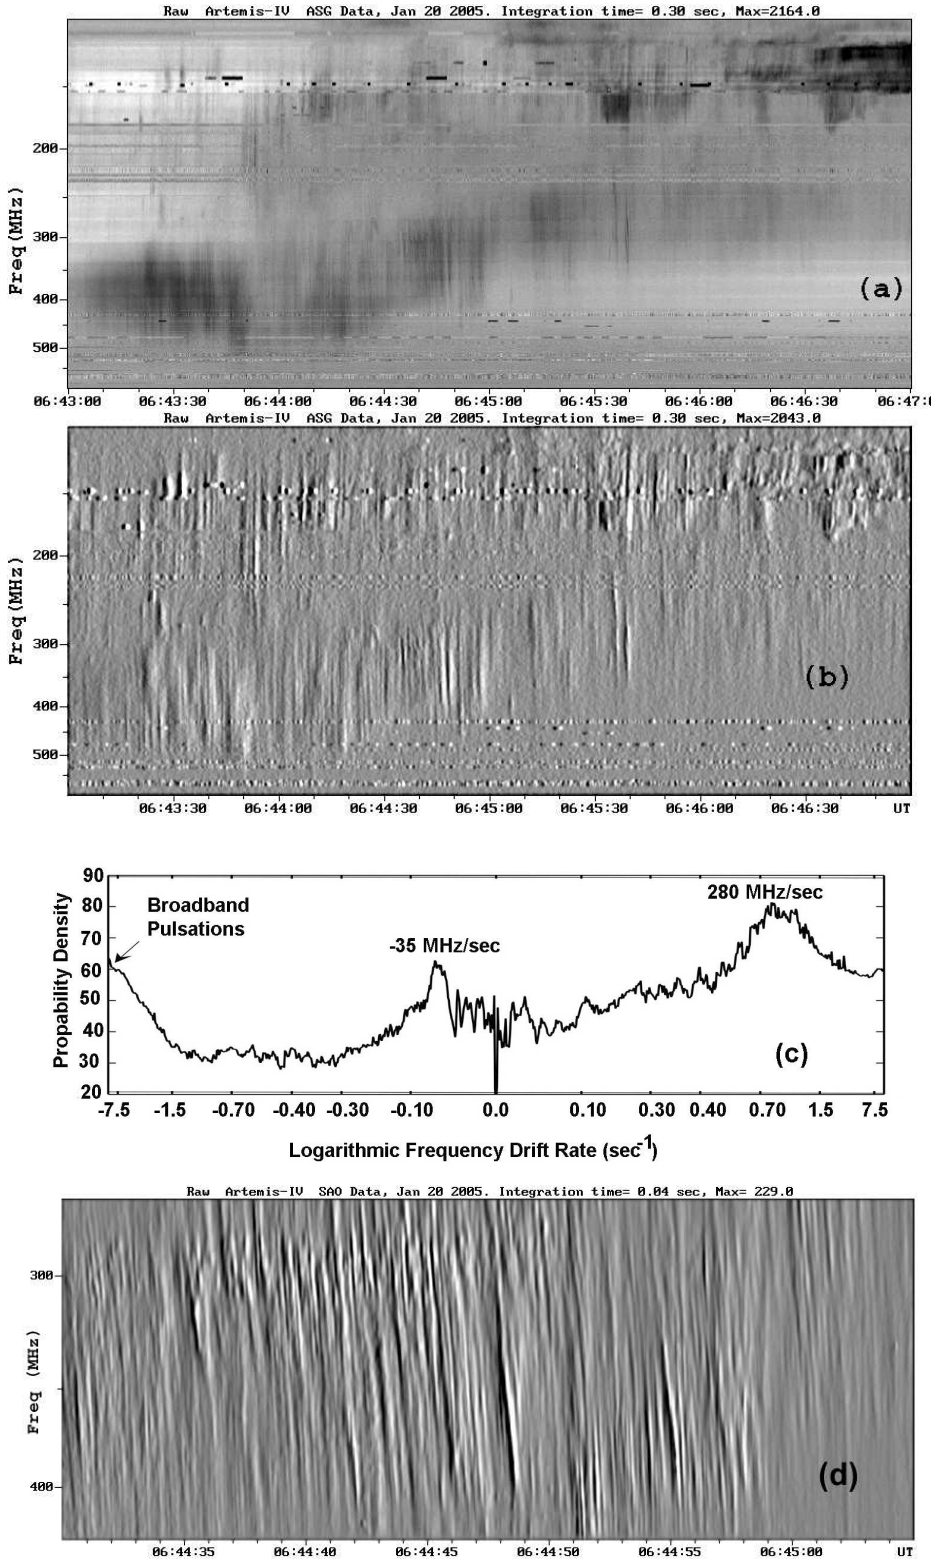 Raw Artemis-IV ASG Data, Jan 20 2005. Integration time= 0.30 sec, Max=2164.0
200
300
400
500
Freq(MHz)
(a)
06:43:00 06:43:30 06:44:00 06:44:30 06:45:00 06:45:30 06:46:00 06:46:30 06:47:
Raw Artemis-IV ASG Data, Jan 20 2005. Integration time= 0.30 sec, Max=2043.0
200
300
400
500
Freq(MHz)
(b)
06:43:30 06:44:00 06:44:30 06:45:00 06:45:30 06:46:00 06:46:30 UT
90
80
70
60
50
40
30
20
Propability Density
Broadband
Pulsations
-35 MHz/sec
280 MHz/sec
(c)
-7.5 -1.5 -0.70 -0.40 -0.30 -0.10 0.0 0.10 0.30 0.40 0.70 1.5 7.5
Logarithmic Frequency Drift Rate (sec-1)
Raw Artemis-IV SAO Data, Jan 20 2005. Integration time= 0.04 sec, Max= 229.0
300
400
Freq (MHz)
(d)
06:44:35 06:44:40 06:44:45 06:44:50 06:44:55 06:45:00 UT